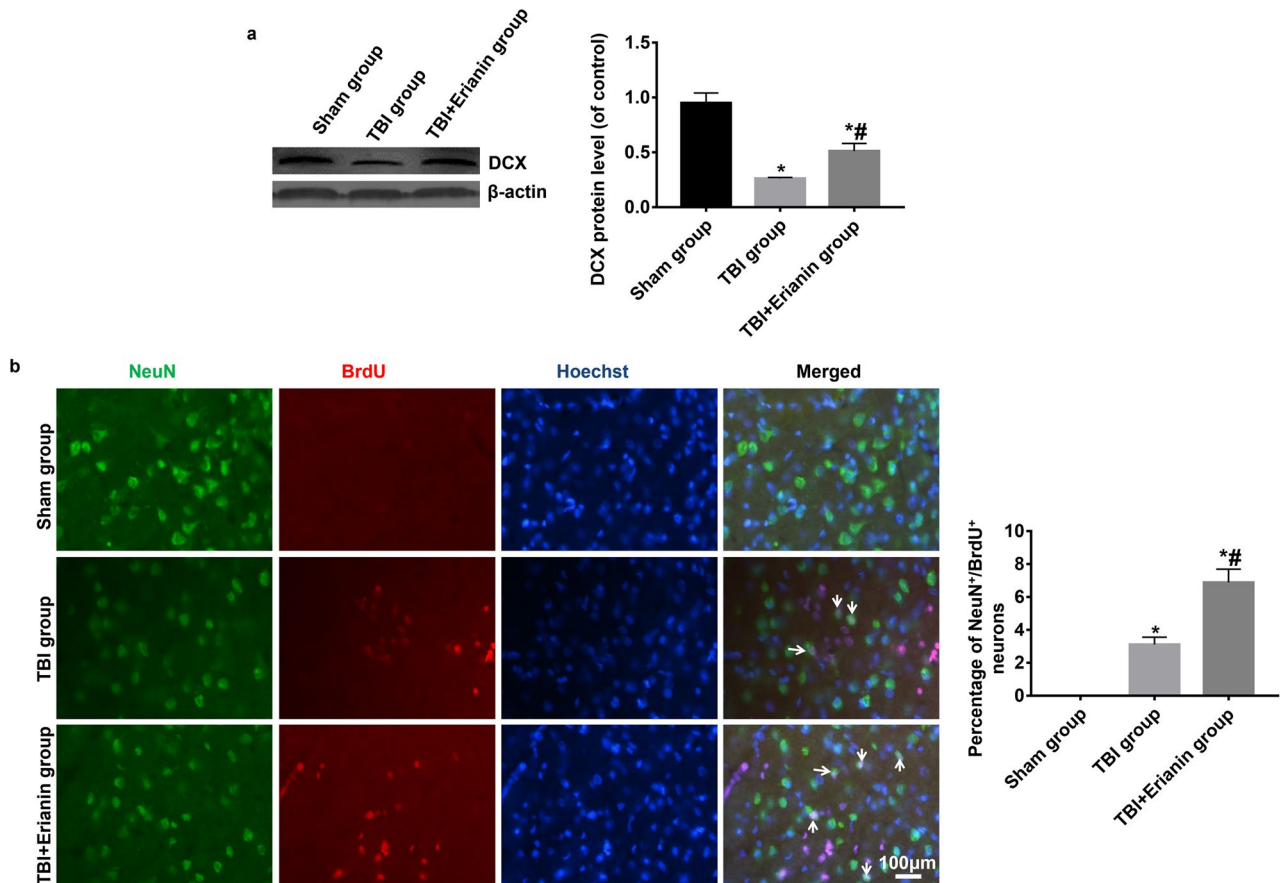 a
Sham group
TBI group
TBI+Erianin group
DCX
β-actin
DCX protein level (of control)
1.5
1.0
0.5
0.0
*
*#
Sham group
TBI group
TBI+Erianin group
b
NeuN
BrdU
Hoechst
Merged
Sham group
TBI group
TBI+Erianin group
100μm
Percentage of NeuN⁺/BrdU⁺
neurons
10
8
6
4
2
0
*
*#
Sham group
TBI group
TBI+Erianin group